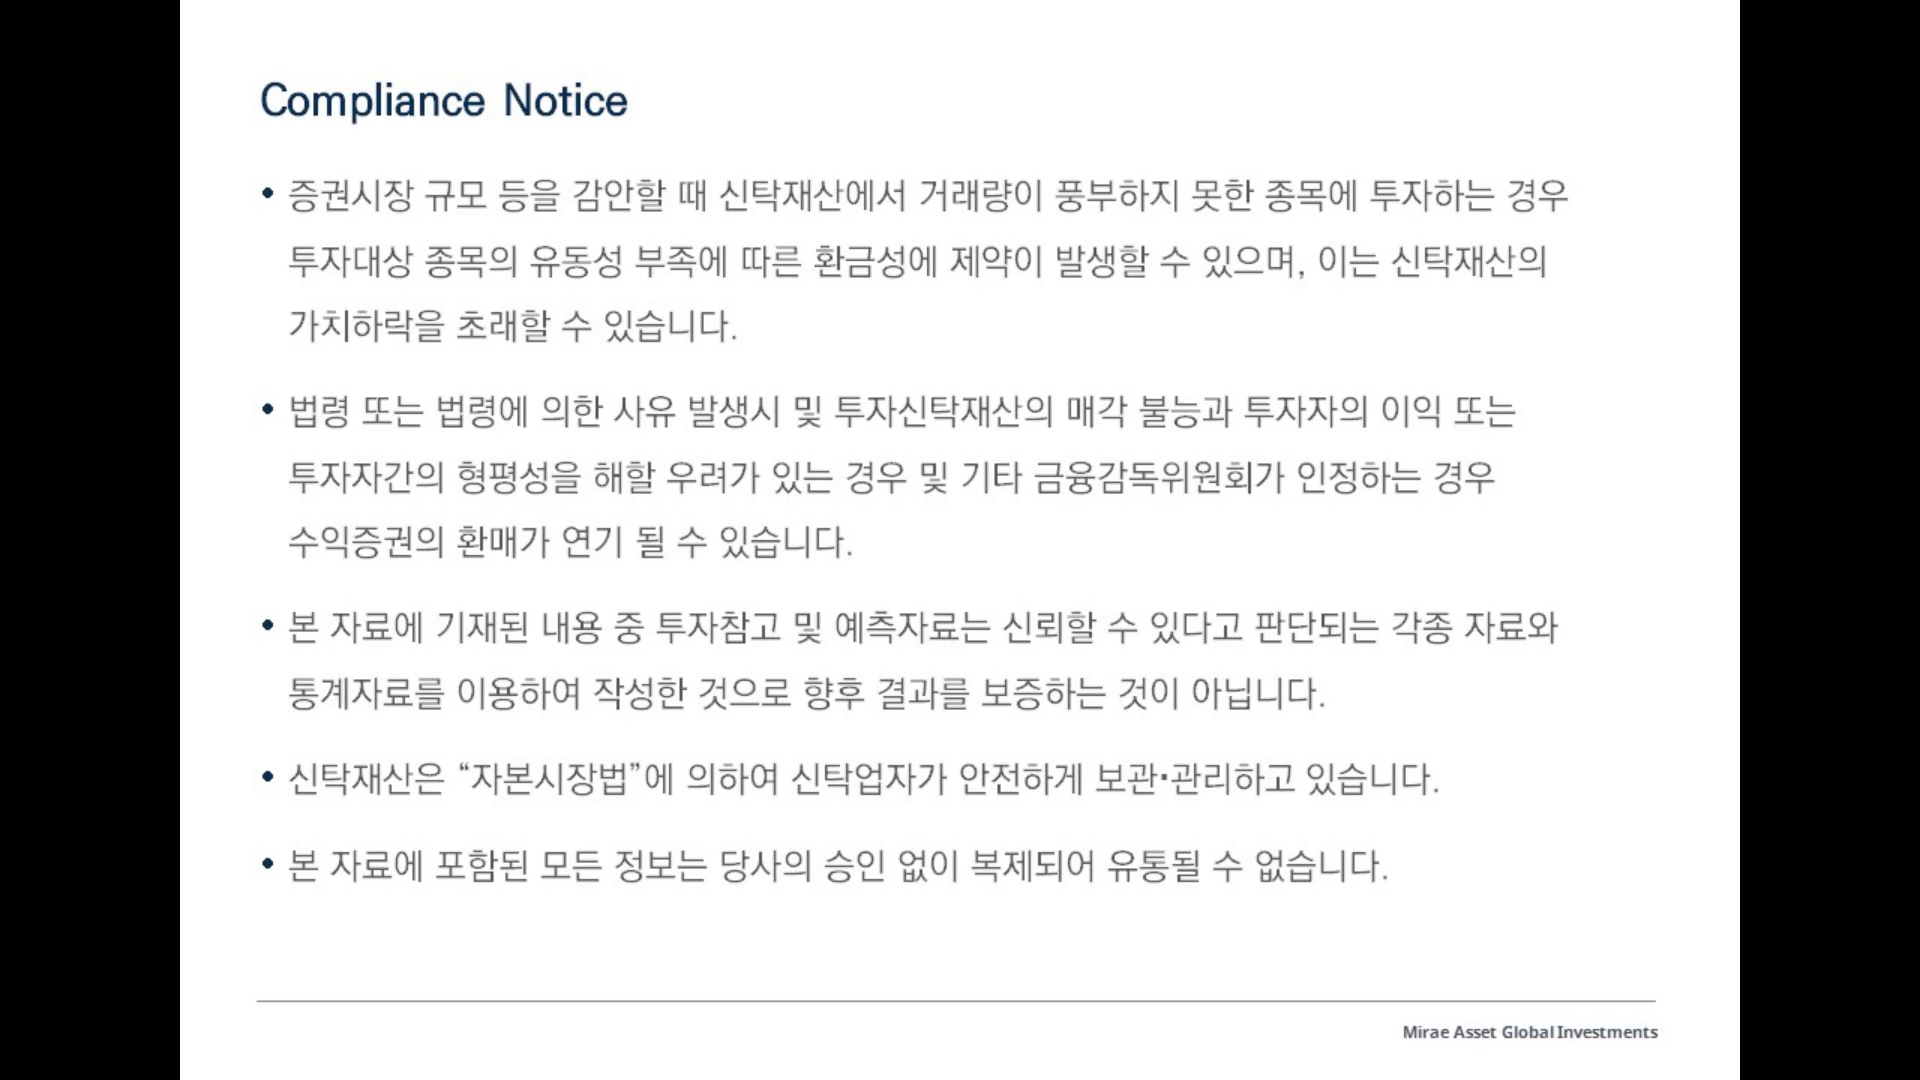 Compliance Notice
• 증권시장 규모 등을 감안할 때 신탁재산에서 거래량이 풍부하지 못한 종목에 투자하는 경우
투자대상 종목의 유동성 부족에 따른 환금성에 제약이 발생할 수 있으며, 이는 신탁재산의
가치하락을 초래할 수 있습니다.
• 법령 또는 법령에 의한 사유 발생시 및 투자신탁재산의 매각 불능과 투자자의 이익 또는
투자자간의 형평성을 해할 우려가 있는 경우 및 기타 금융감독위원회가 인정하는 경우
수익증권의 환매가 연기 될 수 있습니다.
• 본 자료에 기재된 내용 중 투자참고 및 예측자료는 신뢰할 수 있다고 판단되는 각종 자료와
통계자료를 이용하여 작성한 것으로 향후 결과를 보증하는 것이 아닙니다.
• 신탁재산은 “자본시장법”에 의하여 신탁업자가 안전하게 보관·관리하고 있습니다.
• 본 자료에 포함된 모든 정보는 당사의 승인 없이 복제되어 유통될 수 없습니다.
Mirae Asset Global Investments